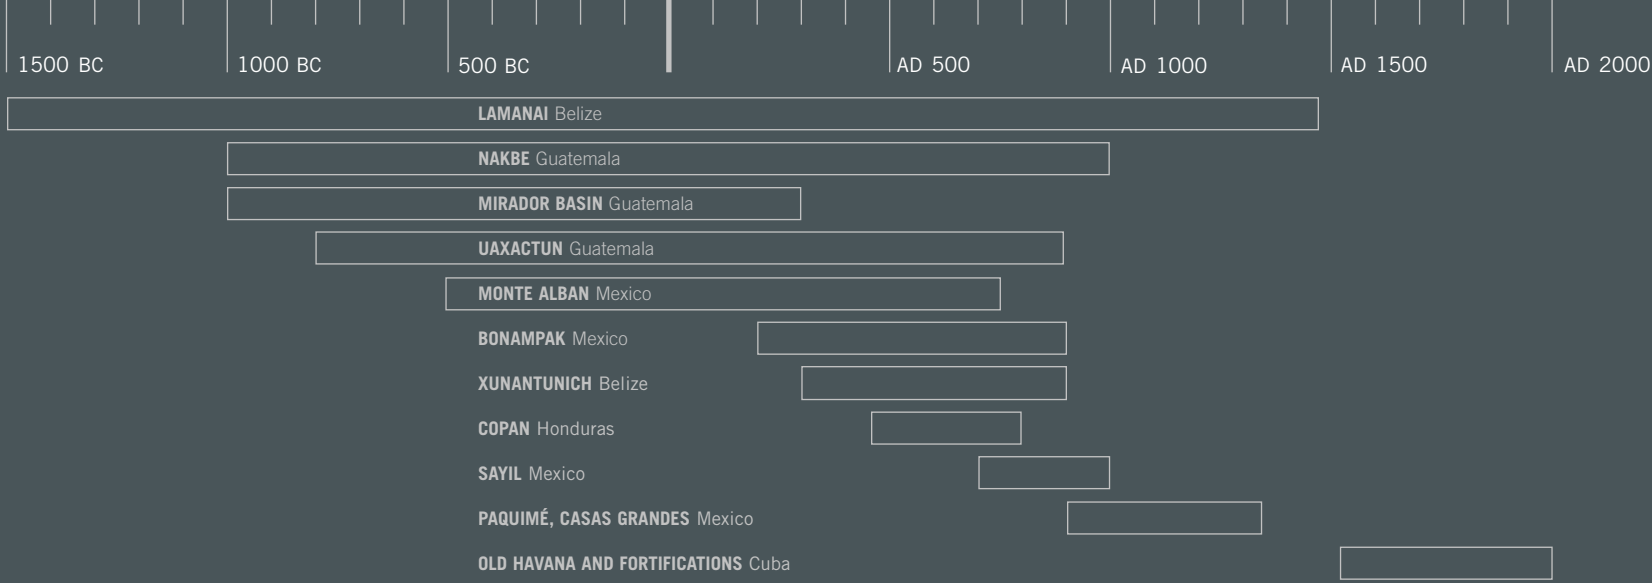 1500 BC 1000 BC 500 BC AD 500 AD 1000 AD 1500 AD 2000
LAMANAI Belize
NAKBE Guatemala
MIRADOR BASIN Guatemala
UAXACTUN Guatemala
MONTE ALBAN Mexico
BONAMPAK Mexico
XUNANTUNICH Belize
COPAN Honduras
SAYIL Mexico
PAQUIMÉ, CASAS GRANDES Mexico
OLD HAVANA AND FORTIFICATIONS Cuba